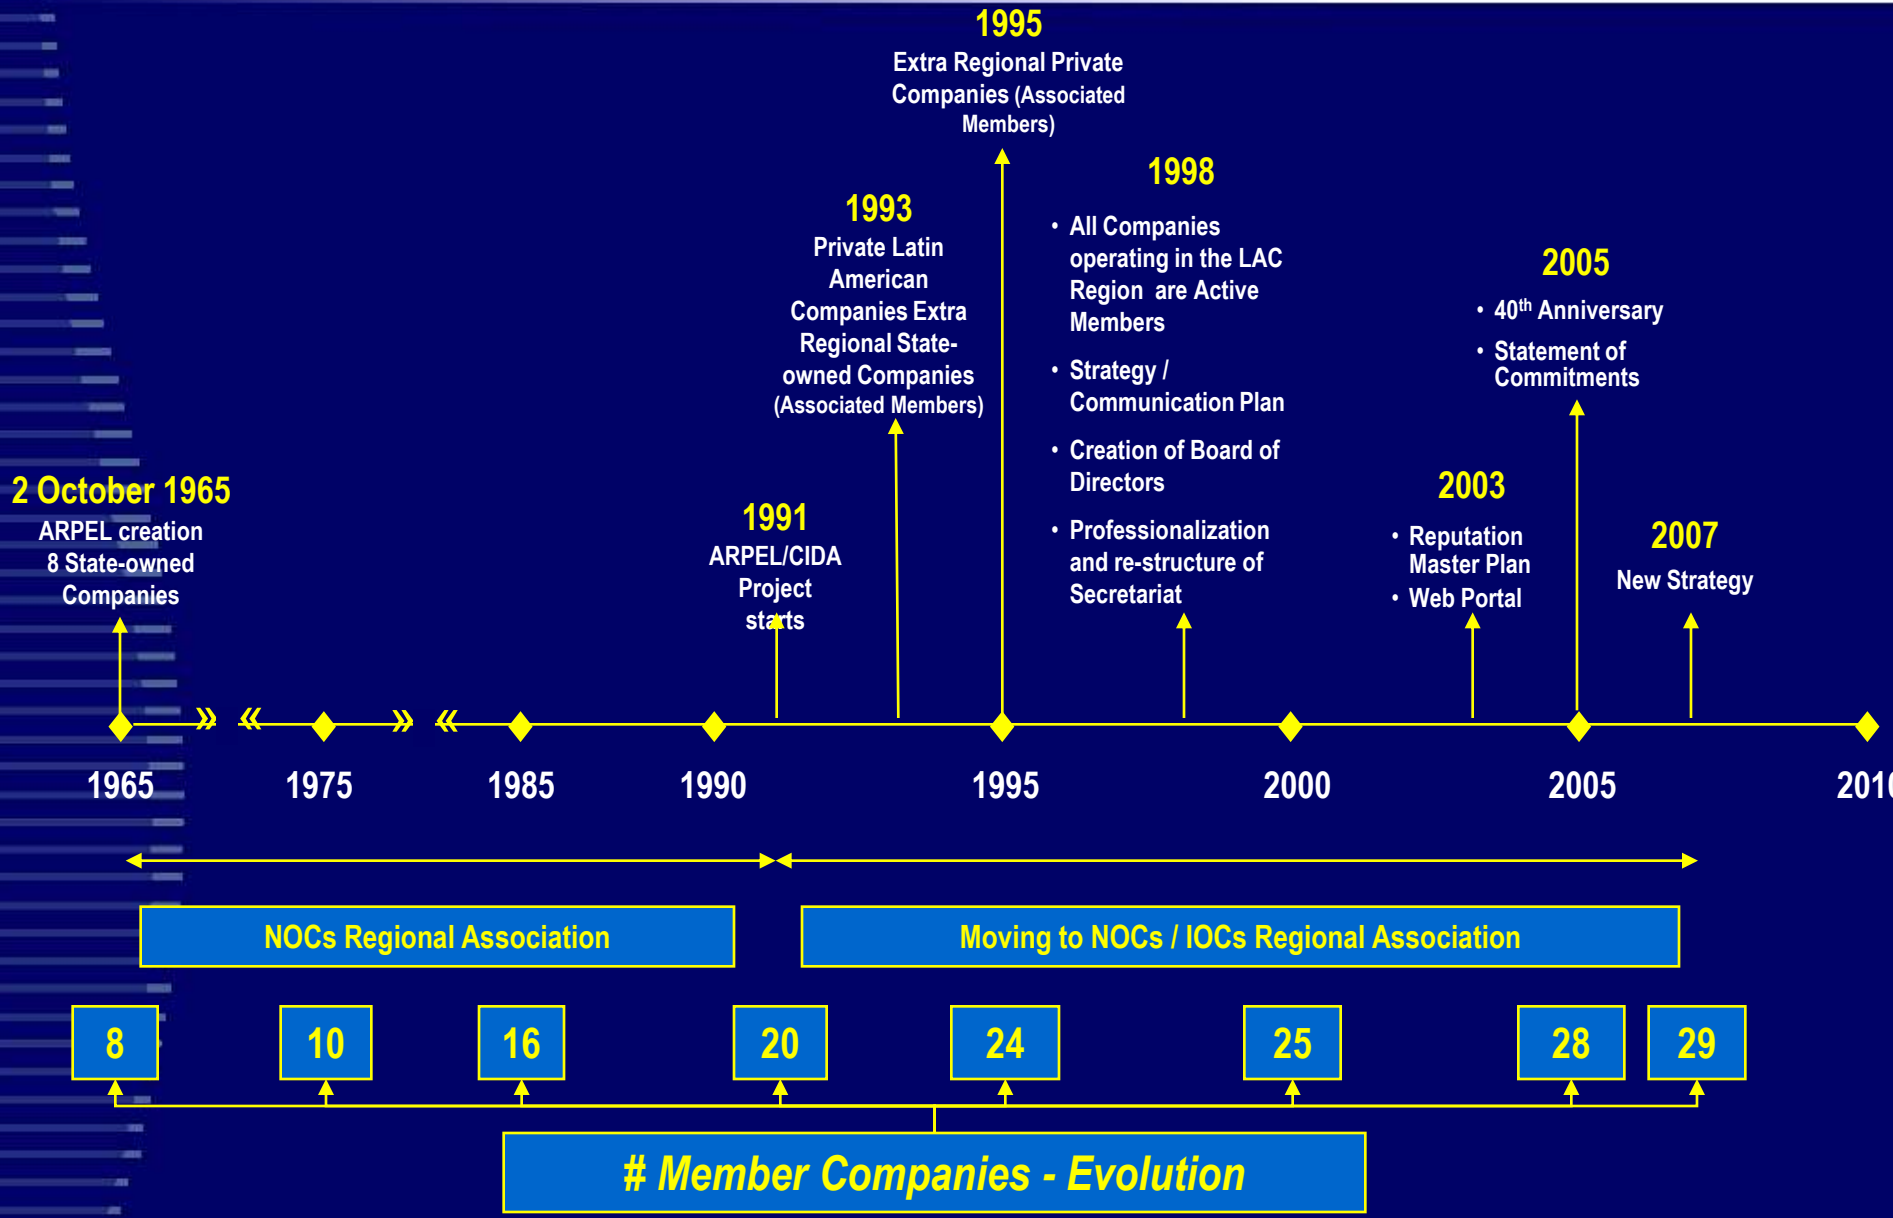 1995
Extra Regional Private
Companies (Associated
Members)
1998
• All Companies
operating in the LAC
Region are Active
Members
• Strategy /
Communication Plan
• Creation of Board of
Directors
• Professionalization
and re-structure of
Secretariat
1993
Private Latin
American
Companies Extra
Regional State-
owned Companies
(Associated Members)
2005
• 40th Anniversary
• Statement of
Commitments
2 October 1965
ARPEL creation
8 State-owned
Companies
1991
ARPEL/CIDA
Project
starts
2003
• Reputation
Master Plan
• Web Portal
2007
New Strategy
1965 1975 1985 1990 1995 2000 2005 2010
NOCs Regional Association
Moving to NOCs / IOCs Regional Association
8 10 16 20 24 25 28 29
# Member Companies - Evolution